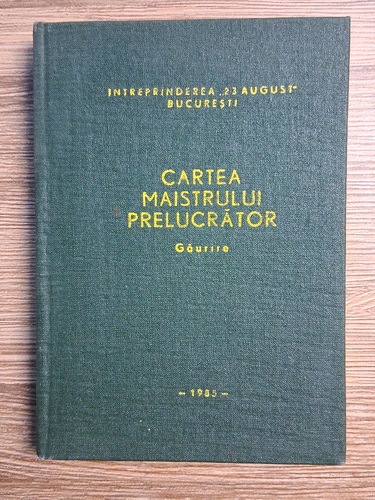 INTREPRINDEREA „23 AUGUST"
BUCUREŞTI
CARTEA
MAISTRULUI
PRELUCRĂTOR
Găurire
– 1985 –